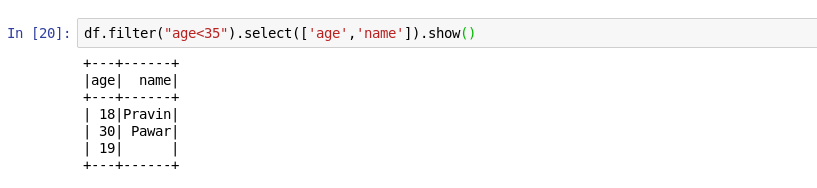 In [20]: df.filter("age<35").select(['age','name']).show()
+---+------+
|age|  name|
+---+------+
| 18|Pravin|
| 30| Pawar|
| 19|      |
+---+------+